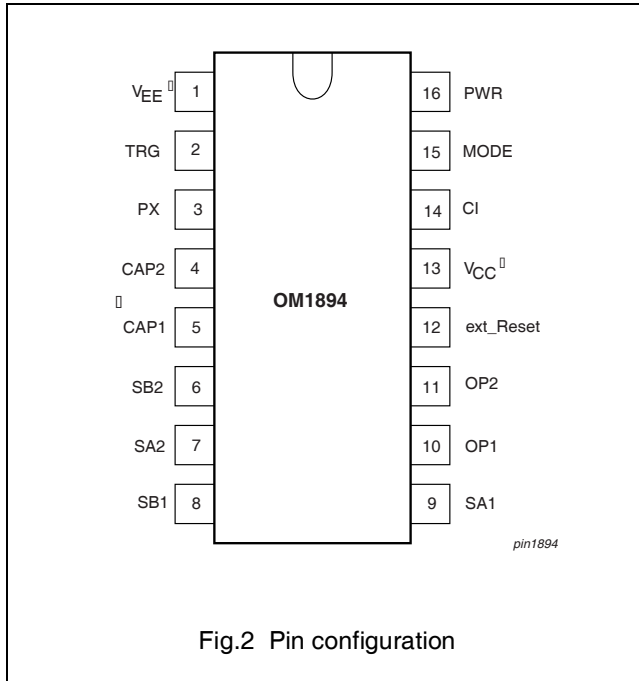 VEE 1
TRG 2
PX 3
CAP2 4
CAP1 5
SB2 6
SA2 7
SB1 8
OM1894
16 PWR
15 MODE
14 CI
13 VCC
12 ext_Reset
11 OP2
10 OP1
9 SA1
pin1894
Fig.2 Pin configuration